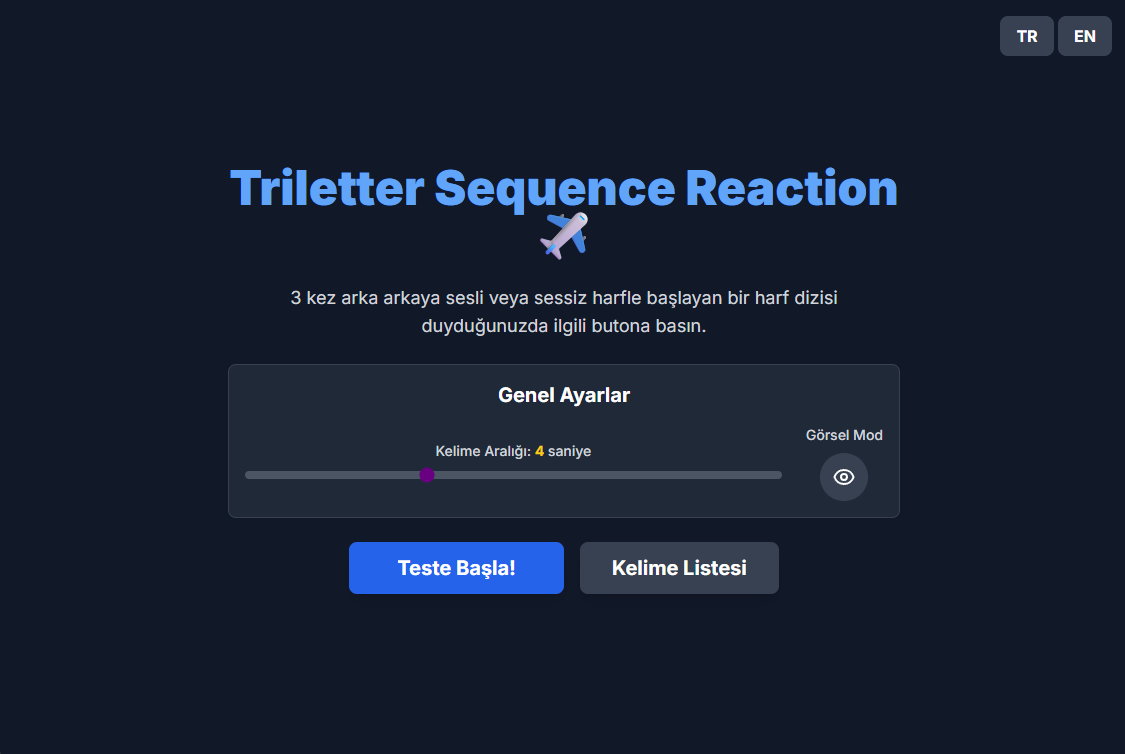 TR EN
Triletter Sequence Reaction
3 kez arka arkaya sesli veya sessiz harfle başlayan bir harf dizisi
duyduğunuzda ilgili butona basın.
Genel Ayarlar
Görsel Mod
Kelime Aralığı: 4 saniye
Teste Başla! Kelime Listesi